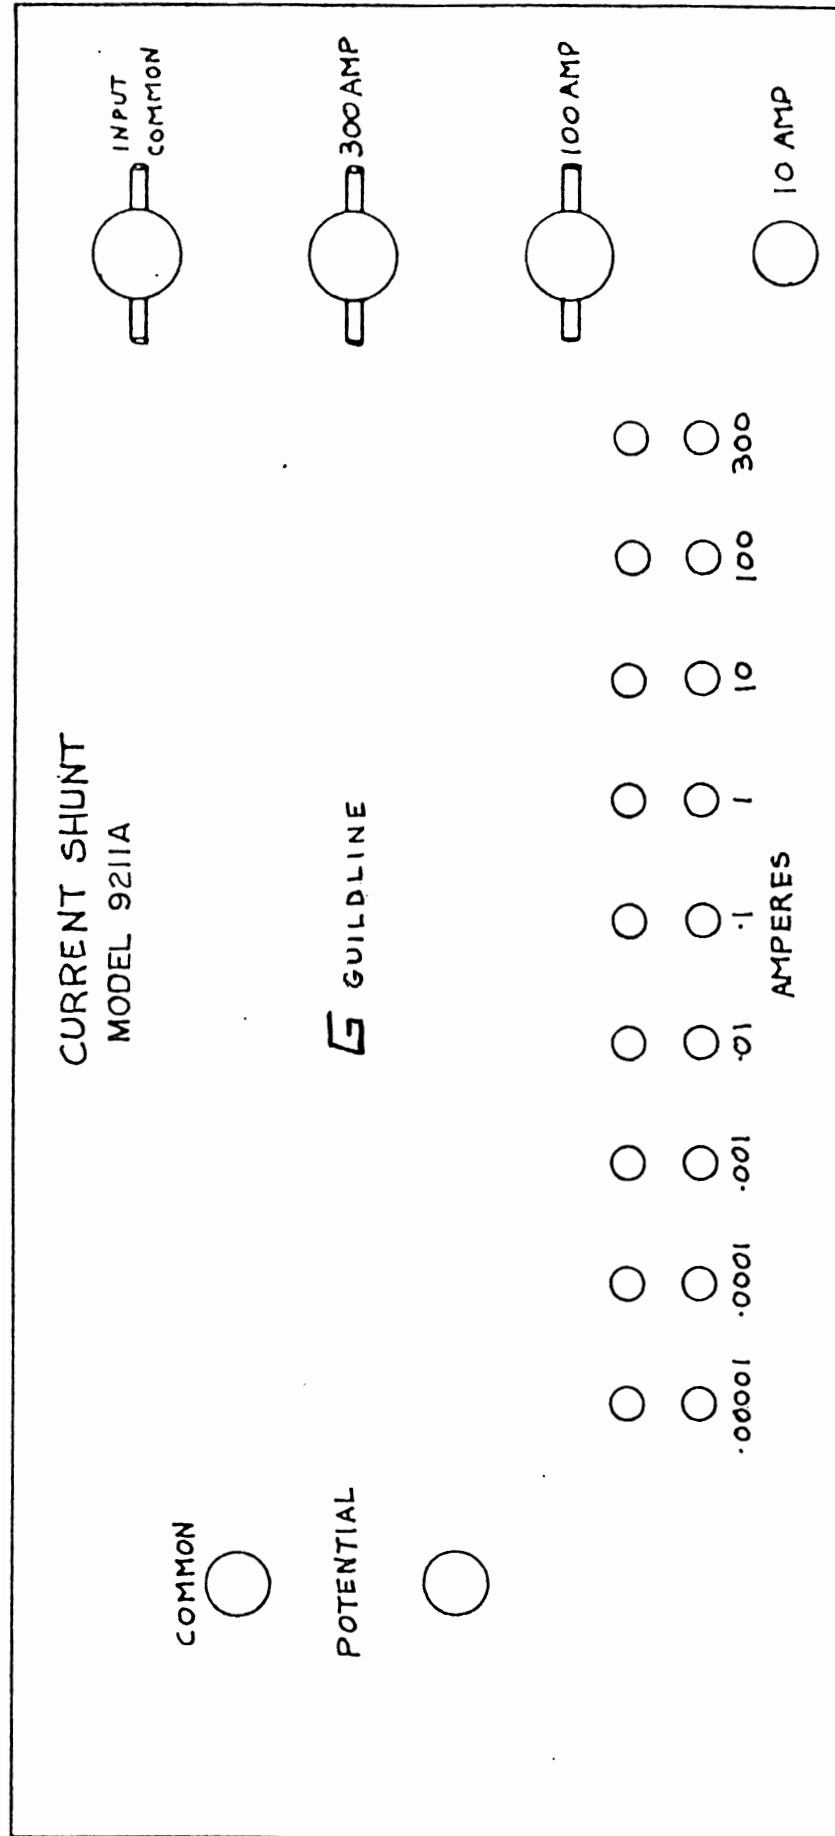 CURRENT SHUNT
MODEL 9211A
INPUT
COMMON
COMMON
G GUILDLINE
300 AMP
POTENTIAL
100 AMP
.00001 .0001 .001 .01 .1 1 10 100 300
AMPERES
10 AMP